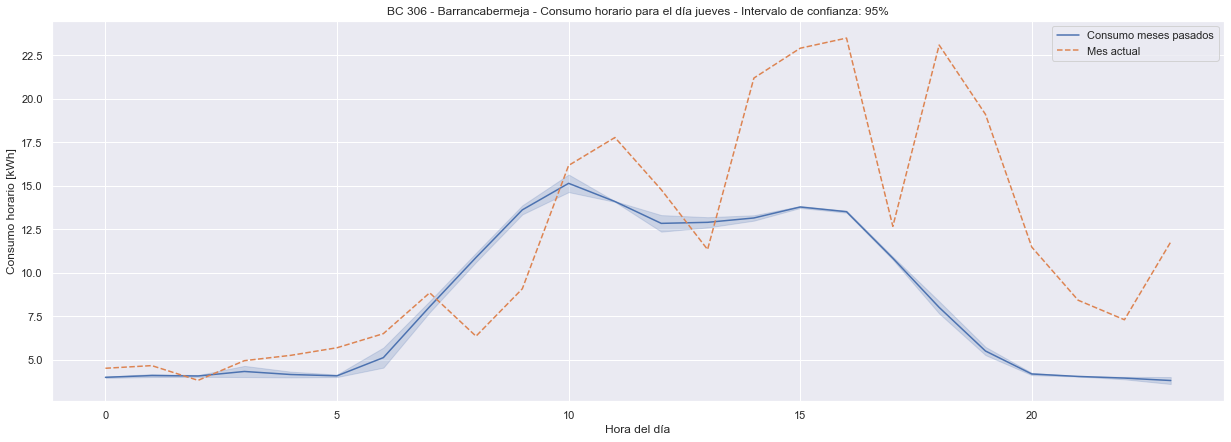 BC 306 - Barrancabermeja - Consumo horario para el día jueves - Intervalo de confianza: 95%
Consumo meses pasados
Mes actual
Consumo horario [kWh]
22.5
20.0
17.5
15.0
12.5
10.0
7.5
5.0
0 5 10 15 20
Hora del día